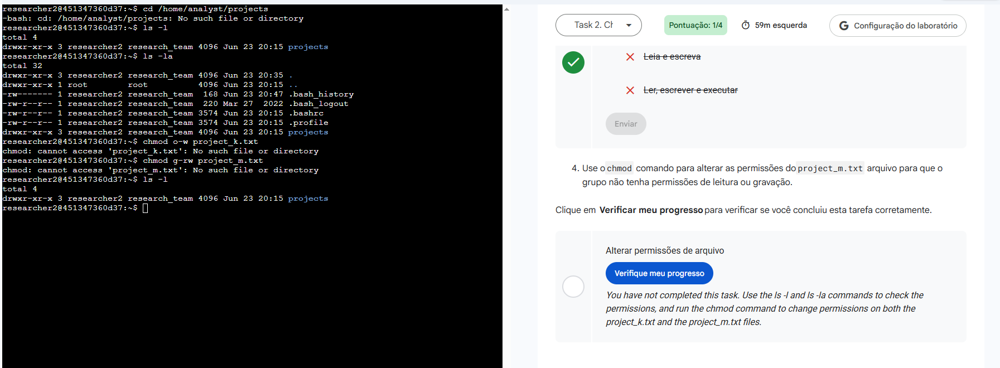 researcher2@451347360d37:~$ cd /home/analyst/projects
-bash: cd: /home/analyst/projects: No such file or directory
researcher2@451347360d37:~$ ls -l
total 4
drwxr-xr-x 3 researcher2 research_team 4096 Jun 23 20:15 projects
researcher2@451347360d37:~$ ls -la
total 32
drwxr-xr-x 3 researcher2 research_team 4096 Jun 23 20:35 .
drwxr-xr-x 1 root        root          4096 Jun 23 20:15 ..
-rw------- 1 researcher2 research_team  168 Jun 23 20:47 .bash_history
-rw-r--r-- 1 researcher2 research_team  220 Mar 27  2022 .bash_logout
-rw-r--r-- 1 researcher2 research_team 3574 Jun 23 20:15 .bashrc
-rw-r--r-- 1 researcher2 research_team 3574 Jun 23 20:15 .profile
drwxr-xr-x 3 researcher2 research_team 4096 Jun 23 20:15 projects
researcher2@451347360d37:~$ chmod o-w project_k.txt
chmod: cannot access 'project_k.txt': No such file or directory
researcher2@451347360d37:~$ chmod g-rw project_m.txt
chmod: cannot access 'project_m.txt': No such file or directory
researcher2@451347360d37:~$ ls -l
total 4
drwxr-xr-x 3 researcher2 research_team 4096 Jun 23 20:15 projects
researcher2@451347360d37:~$
Task 2. Ch
Pontuação: 1/4
59m esquerda
G Configuração do laboratório
Leia e escreva
Ler, escrever e executar
Enviar
4. Use o chmod comando para alterar as permissões do project_m.txt arquivo para que o
grupo não tenha permissões de leitura ou gravação.
Clique em Verificar meu progresso para verificar se você concluiu esta tarefa corretamente.
Alterar permissões de arquivo
Verifique meu progresso
You have not completed this task. Use the ls -l and ls -la commands to check the
permissions, and run the chmod command to change permissions on both the
project_k.txt and the project_m.txt files.